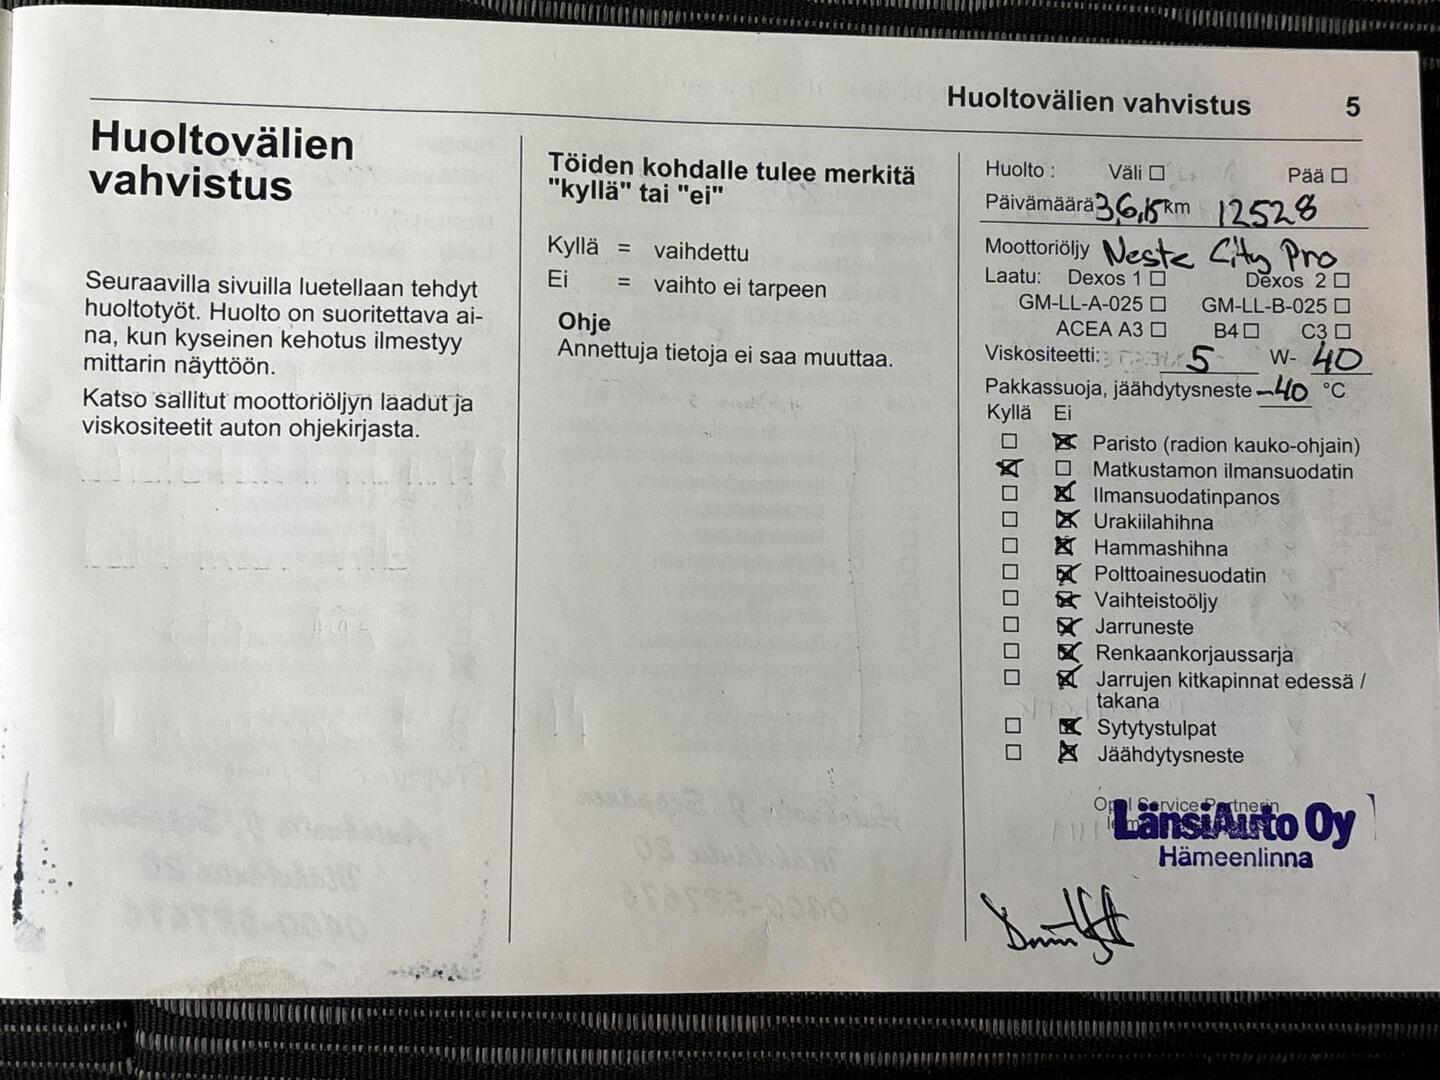 Huoltovälien vahvistus 5
Huoltovälien
vahvistus
Seuraavilla sivuilla luetellaan tehdyt
huoltotyöt. Huolto on suoritettava ai-
na, kun kyseinen kehotus ilmestyy
mittarin näyttöön.
Katso sallitut moottoriöljyn laadut ja
viskositeetit auton ohjekirjasta.
Töiden kohdalle tulee merkitä
"kyllä" tai "ei"
Kyllä = vaihdettu
Ei = vaihto ei tarpeen
Ohje
Annettuja tietoja ei saa muuttaa.
Huolto : Väli ☐ Pää ☐
Päivämäärä 3,6,15 km 12528
Moottoriöljy Neste City Pro
Laatu: Dexos 1 ☐ Dexos 2 ☐
GM-LL-A-025 ☐ GM-LL-B-025 ☐
ACEA A3 ☐ B4 ☐ C3 ☐
Viskositeetti: 5 W- 40
Pakkassuoja, jäähdytysneste -40 °C
Kyllä Ei
☐ ☒ Paristo (radion kauko-ohjain)
☒ ☐ Matkustamon ilmansuodatin
☐ ☒ Ilmansuodatinpanos
☐ ☒ Urakiilahihna
☐ ☒ Hammashihna
☐ ☒ Polttoainesuodatin
☐ ☒ Vaihteistoöljy
☐ ☒ Jarruneste
☐ ☒ Renkaankorjaussarja
☐ ☒ Jarrujen kitkapinnat edessä /
takana
☐ ☒ Sytytystulpat
☐ ☒ Jäähdytysneste
Opel Service Partnerin
LänsiAuto Oy
Hämeenlinna